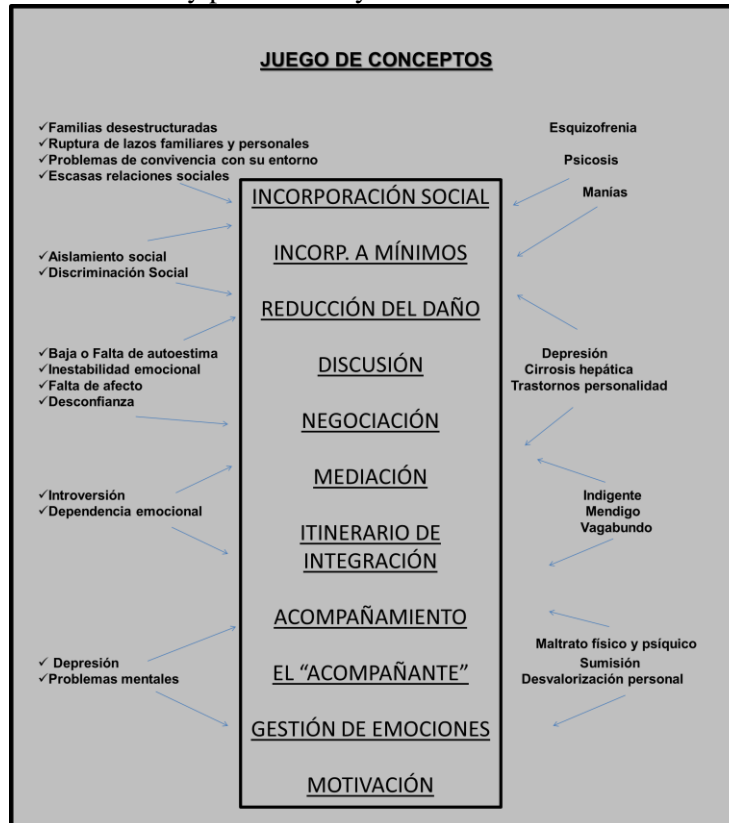 JUEGO DE CONCEPTOS
✓Familias desestructuradas
✓Ruptura de lazos familiares y personales
✓Problemas de convivencia con su entorno
✓Escasas relaciones sociales
✓Aislamiento social
✓Discriminación Social
✓Baja o Falta de autoestima
✓Inestabilidad emocional
✓Falta de afecto
✓Desconfianza
✓Introversión
✓Dependencia emocional
✓ Depresión
✓Problemas mentales
INCORPORACIÓN SOCIAL
INCORP. A MÍNIMOS
REDUCCIÓN DEL DAÑO
DISCUSIÓN
NEGOCIACIÓN
MEDIACIÓN
ITINERARIO DE
INTEGRACIÓN
ACOMPAÑAMIENTO
EL “ACOMPAÑANTE”
GESTIÓN DE EMOCIONES
MOTIVACIÓN
Esquizofrenia
Psicosis
Manías
Depresión
Cirrosis hepática
Trastornos personalidad
Indigente
Mendigo
Vagabundo
Maltrato físico y psíquico
Sumisión
Desvalorización personal